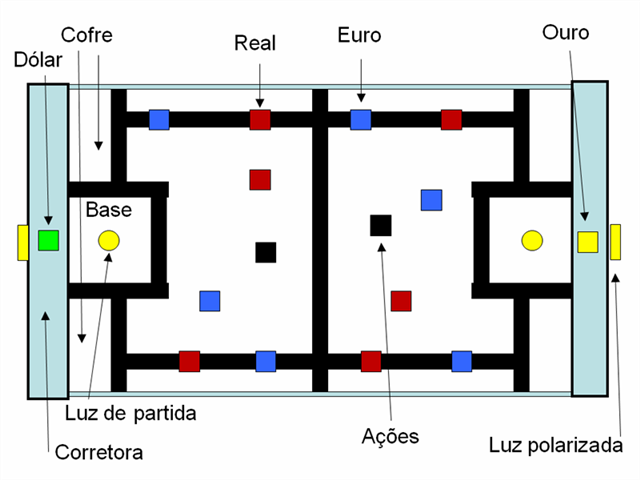 Cofre
Real
Euro
Ouro
Dólar
Base
Luz de partida
Ações
Luz polarizada
Corretora